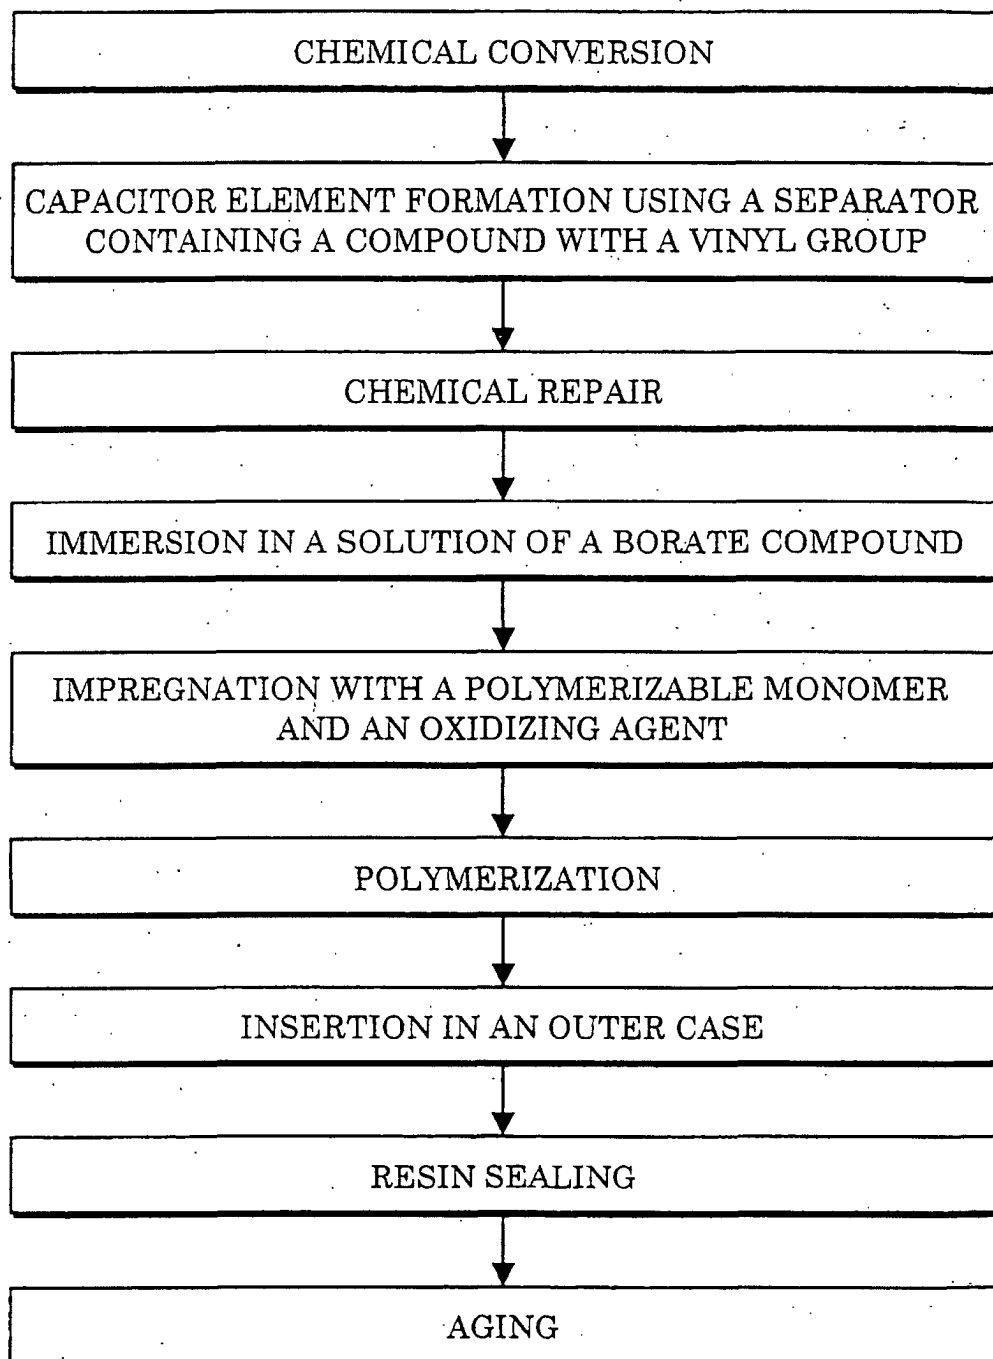 CHEMICAL CONVERSION
CAPACITOR ELEMENT FORMATION USING A SEPARATOR
CONTAINING A COMPOUND WITH A VINYL GROUP
CHEMICAL REPAIR
IMMERSION IN A SOLUTION OF A BORATE COMPOUND
IMPREGNATION WITH A POLYMERIZABLE MONOMER
AND AN OXIDIZING AGENT
POLYMERIZATION
INSERTION IN AN OUTER CASE
RESIN SEALING
AGING